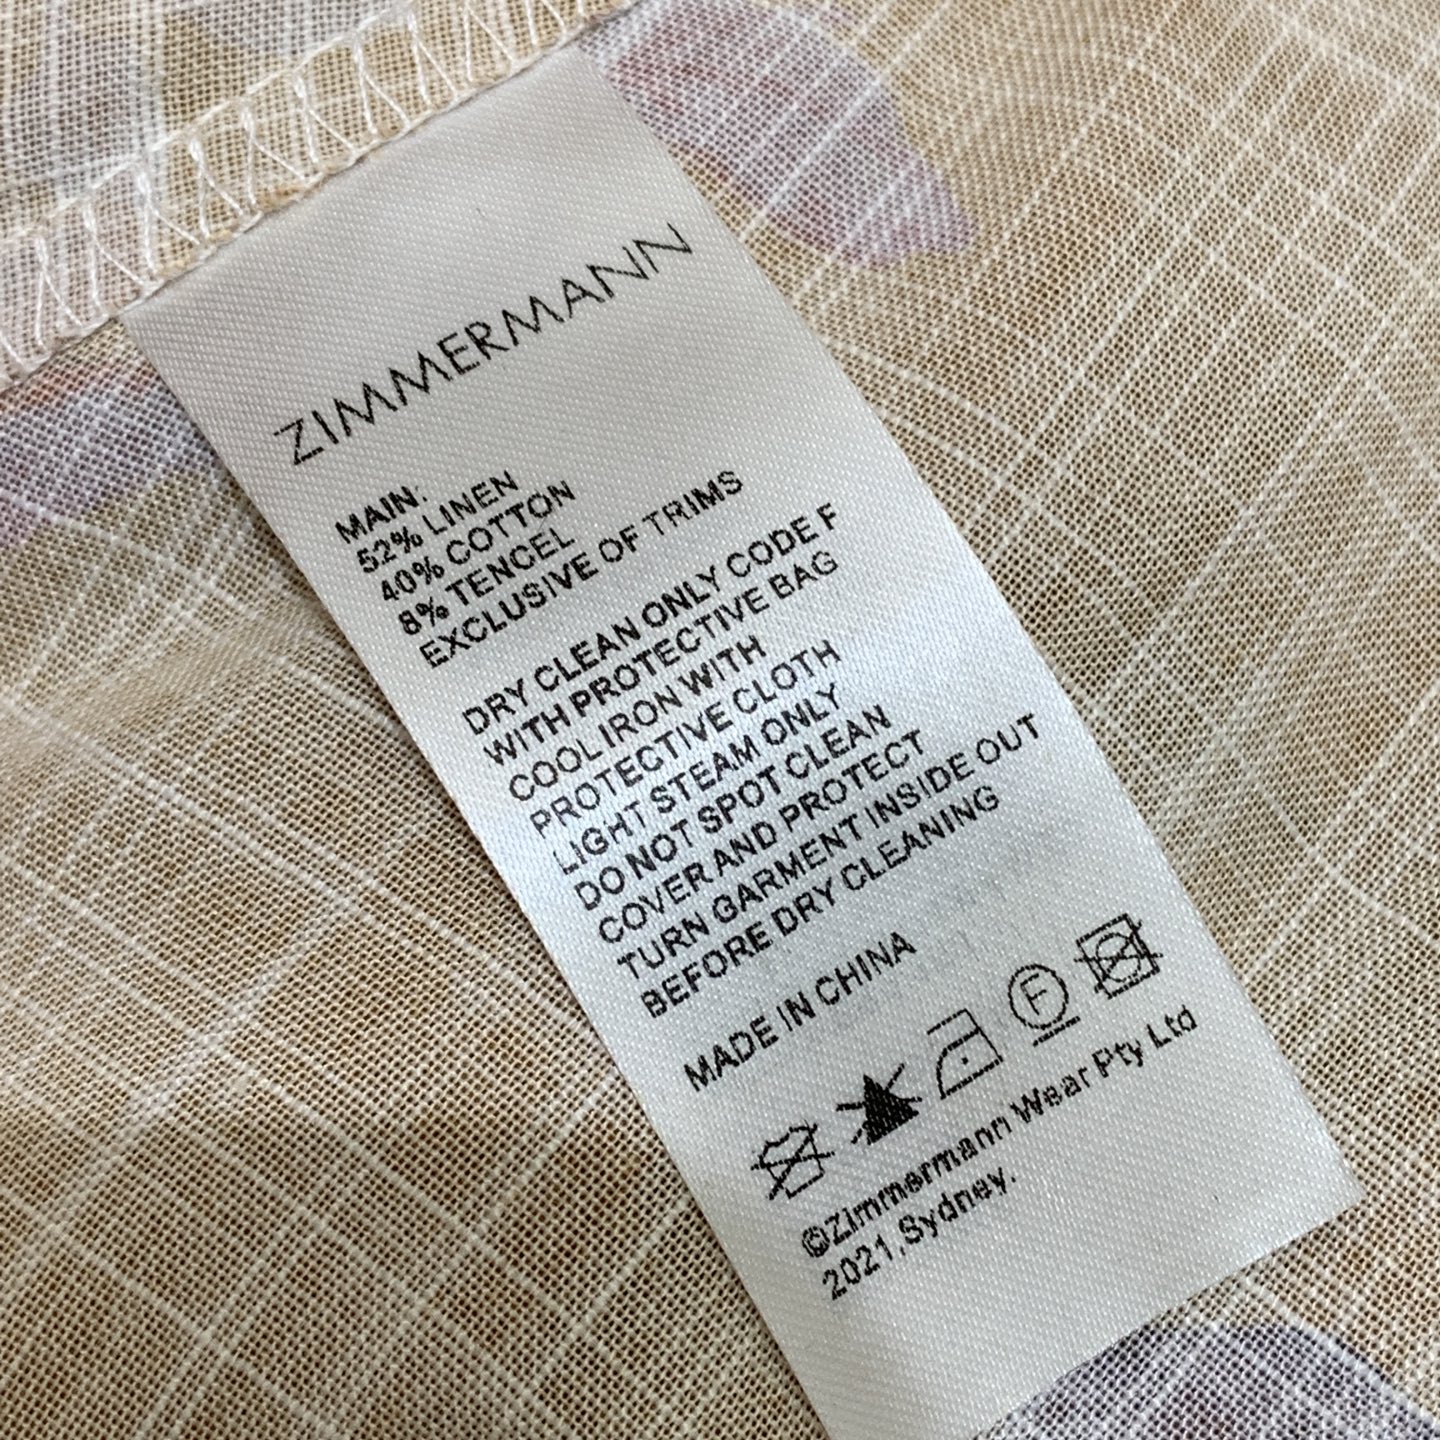 ZIMMERMANN
MAIN:
52% LINEN
40% COTTON
8% TENCEL
EXCLUSIVE OF TRIMS
DRY CLEAN ONLY CODE F
WITH PROTECTIVE BAG
COOL IRON WITH
PROTECTIVE CLOTH
LIGHT STEAM ONLY
DO NOT SPOT CLEAN
COVER AND PROTECT
TURN GARMENT INSIDE OUT
BEFORE DRY CLEANING
MADE IN CHINA
F
©Zimmermann Wear Pty Ltd
2021,Sydney.